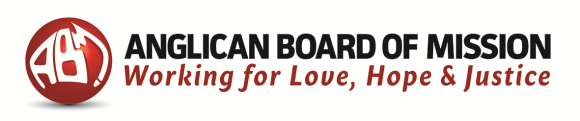 ABM
ANGLICAN BOARD OF MISSION
Working for Love, Hope & Justice